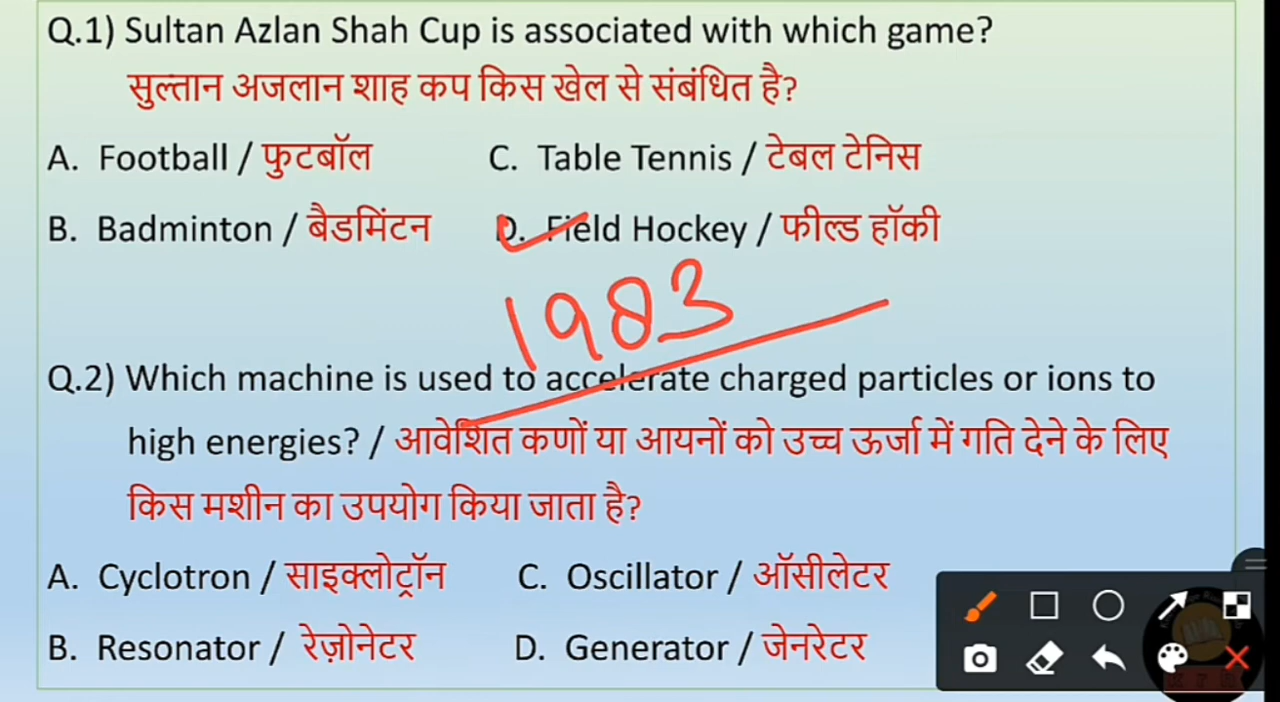 Q.1) Sultan Azlan Shah Cup is associated with which game?
सुल्तान अजलान शाह कप किस खेल से संबंधित है?
A. Football / फुटबॉल C. Table Tennis / टेबल टेनिस
B. Badminton / बैडमिंटन D. Field Hockey / फील्ड हॉकी
1983
Q.2) Which machine is used to accelerate charged particles or ions to
high energies? / आवेशित कणों या आयनों को उच्च ऊर्जा में गति देने के लिए
किस मशीन का उपयोग किया जाता है?
A. Cyclotron / साइक्लोट्रॉन C. Oscillator / ऑसीलेटर
B. Resonator / रेज़ोनेटर D. Generator / जेनरेटर